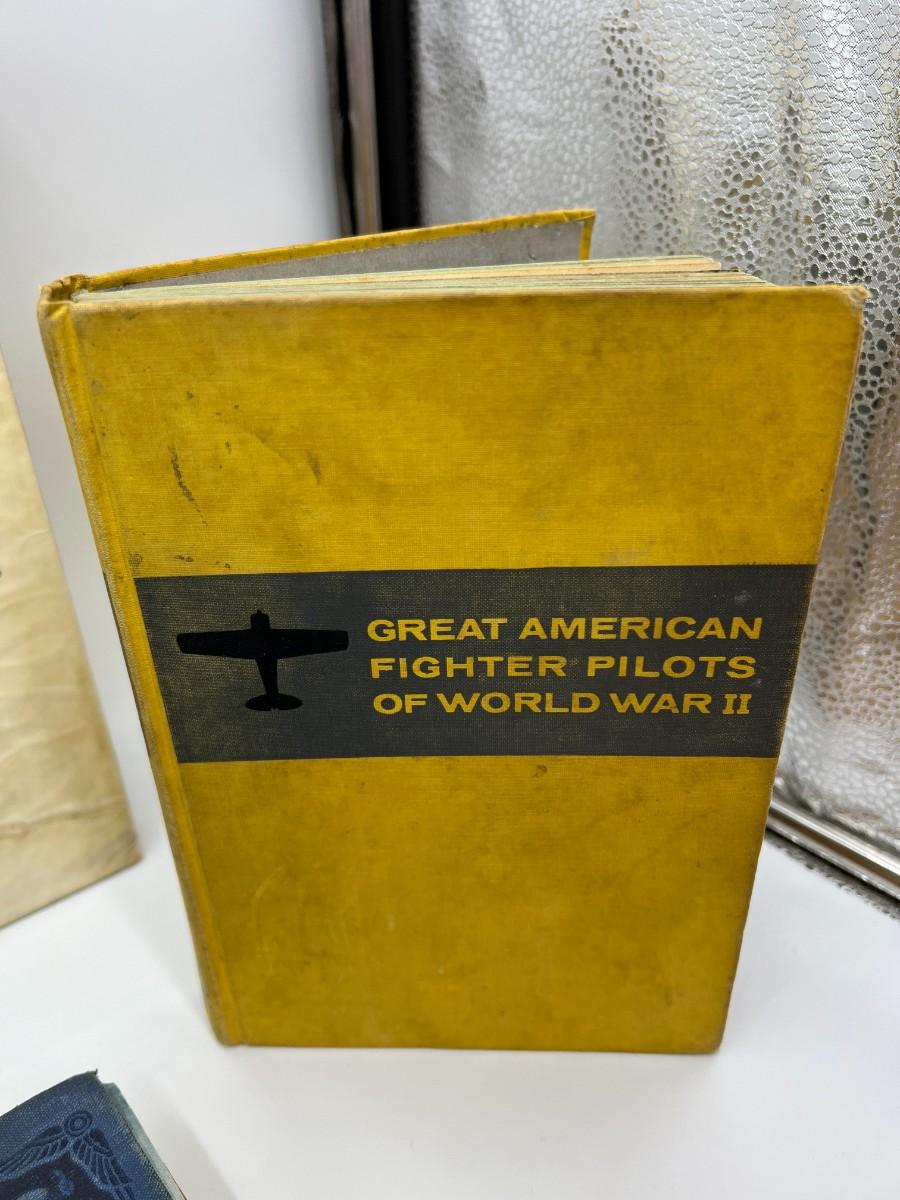 GREAT AMERICAN
FIGHTER PILOTS
OF WORLD WAR II